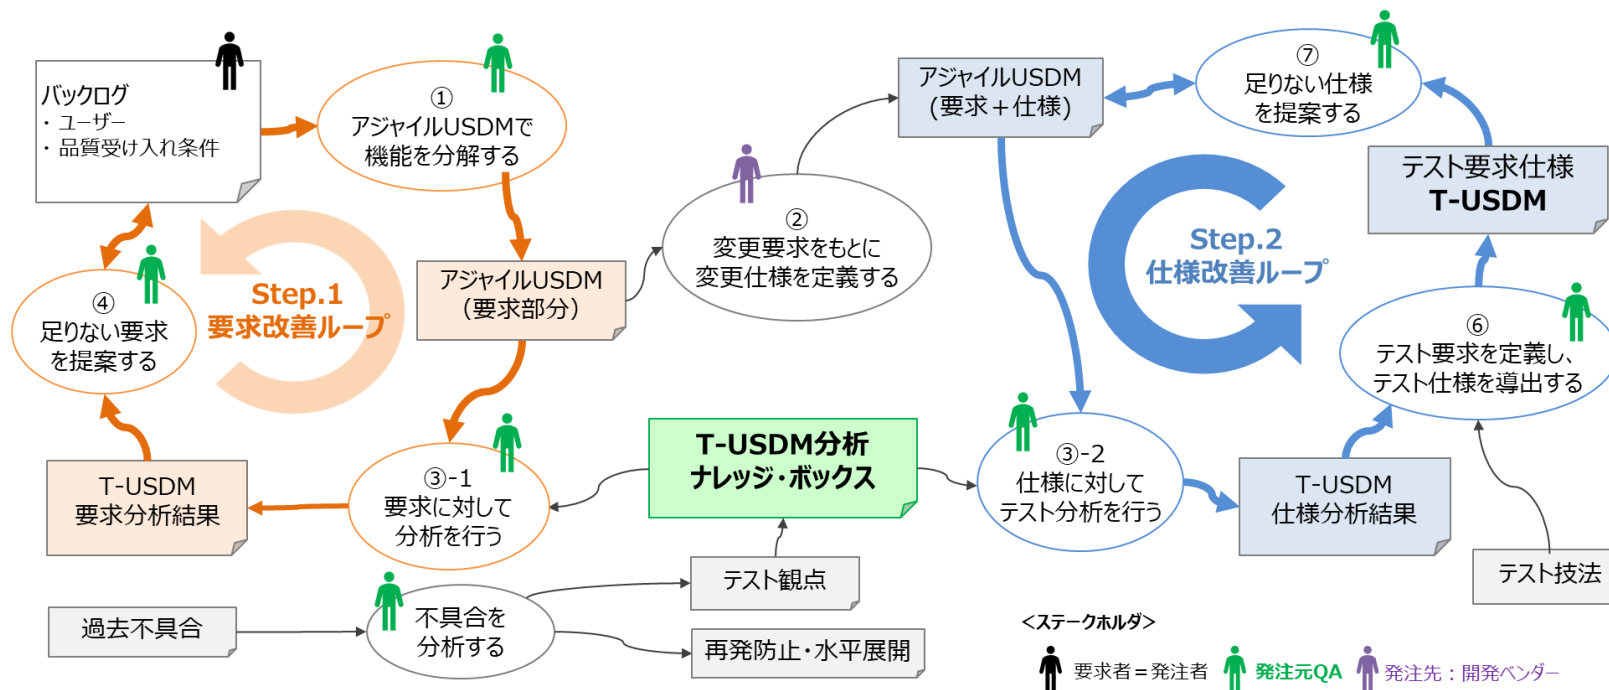 バックログ
・ ユーザー
・ 品質受け入れ条件
①
アジャイルUSDMで
機能を分解する
アジャイルUSDM
（要求部分）
②
変更要求をもとに
変更仕様を定義する
アジャイルUSDM
(要求＋仕様)
⑦
足りない仕様
を提案する
テスト要求仕様
T-USDM
Step.1
要求改善ループ
Step.2
仕様改善ループ
④
足りない要求
を提案する
⑥
テスト要求を定義し、
テスト仕様を導出する
T-USDM
要求分析結果
③-1
要求に対して
分析を行う
T-USDM分析
ナレッジ・ボックス
③-2
仕様に対して
テスト分析を行う
T-USDM
仕様分析結果
過去不具合
不具合を
分析する
テスト観点
再発防止・水平展開
テスト技法
＜ステークホルダ＞
要求者＝発注者
発注元QA
発注先：開発ベンダー